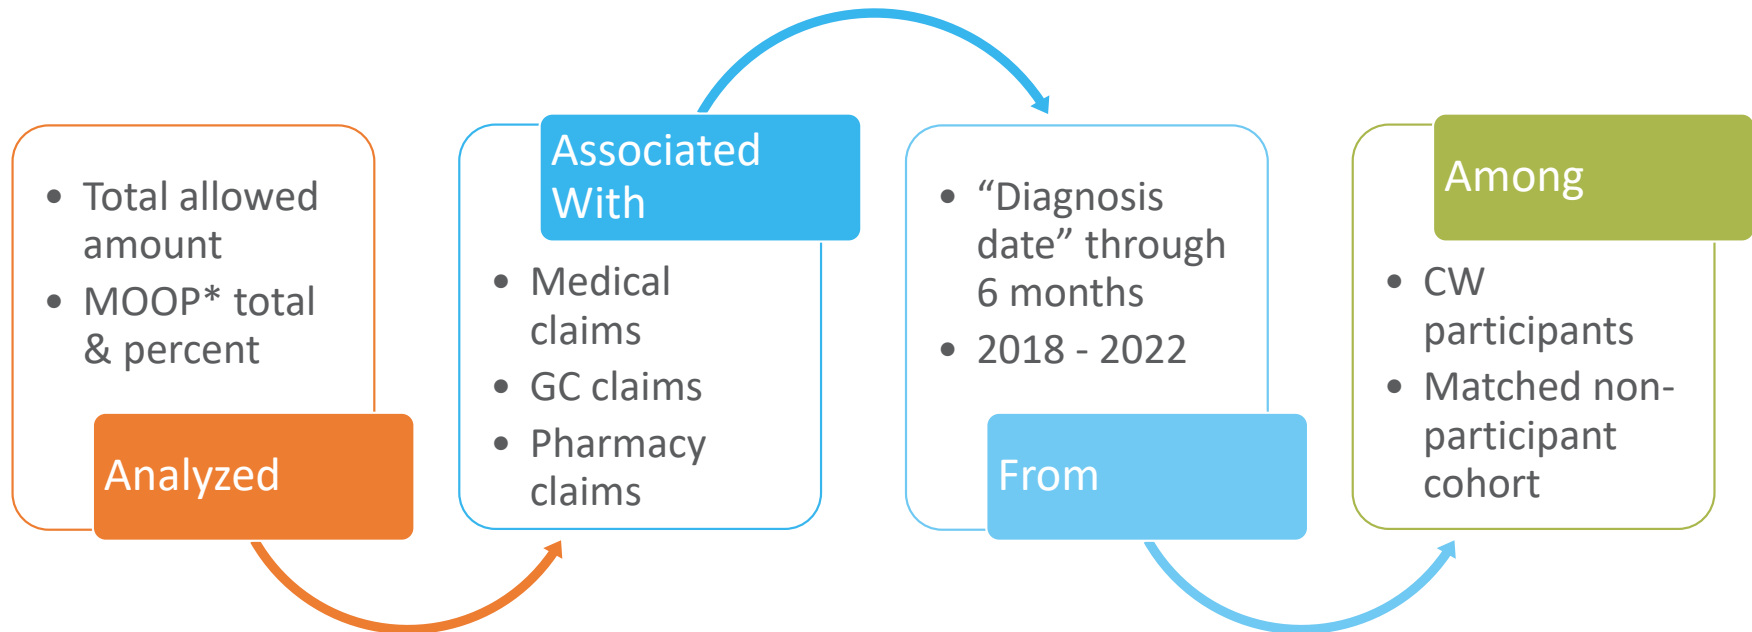 • Total allowed
amount
• MOOP* total
& percent
Analyzed
Associated
With
• Medical
claims
• GC claims
• Pharmacy
claims
• “Diagnosis
date” through
6 months
• 2018 - 2022
From
Among
• CW
participants
• Matched non-
participant
cohort